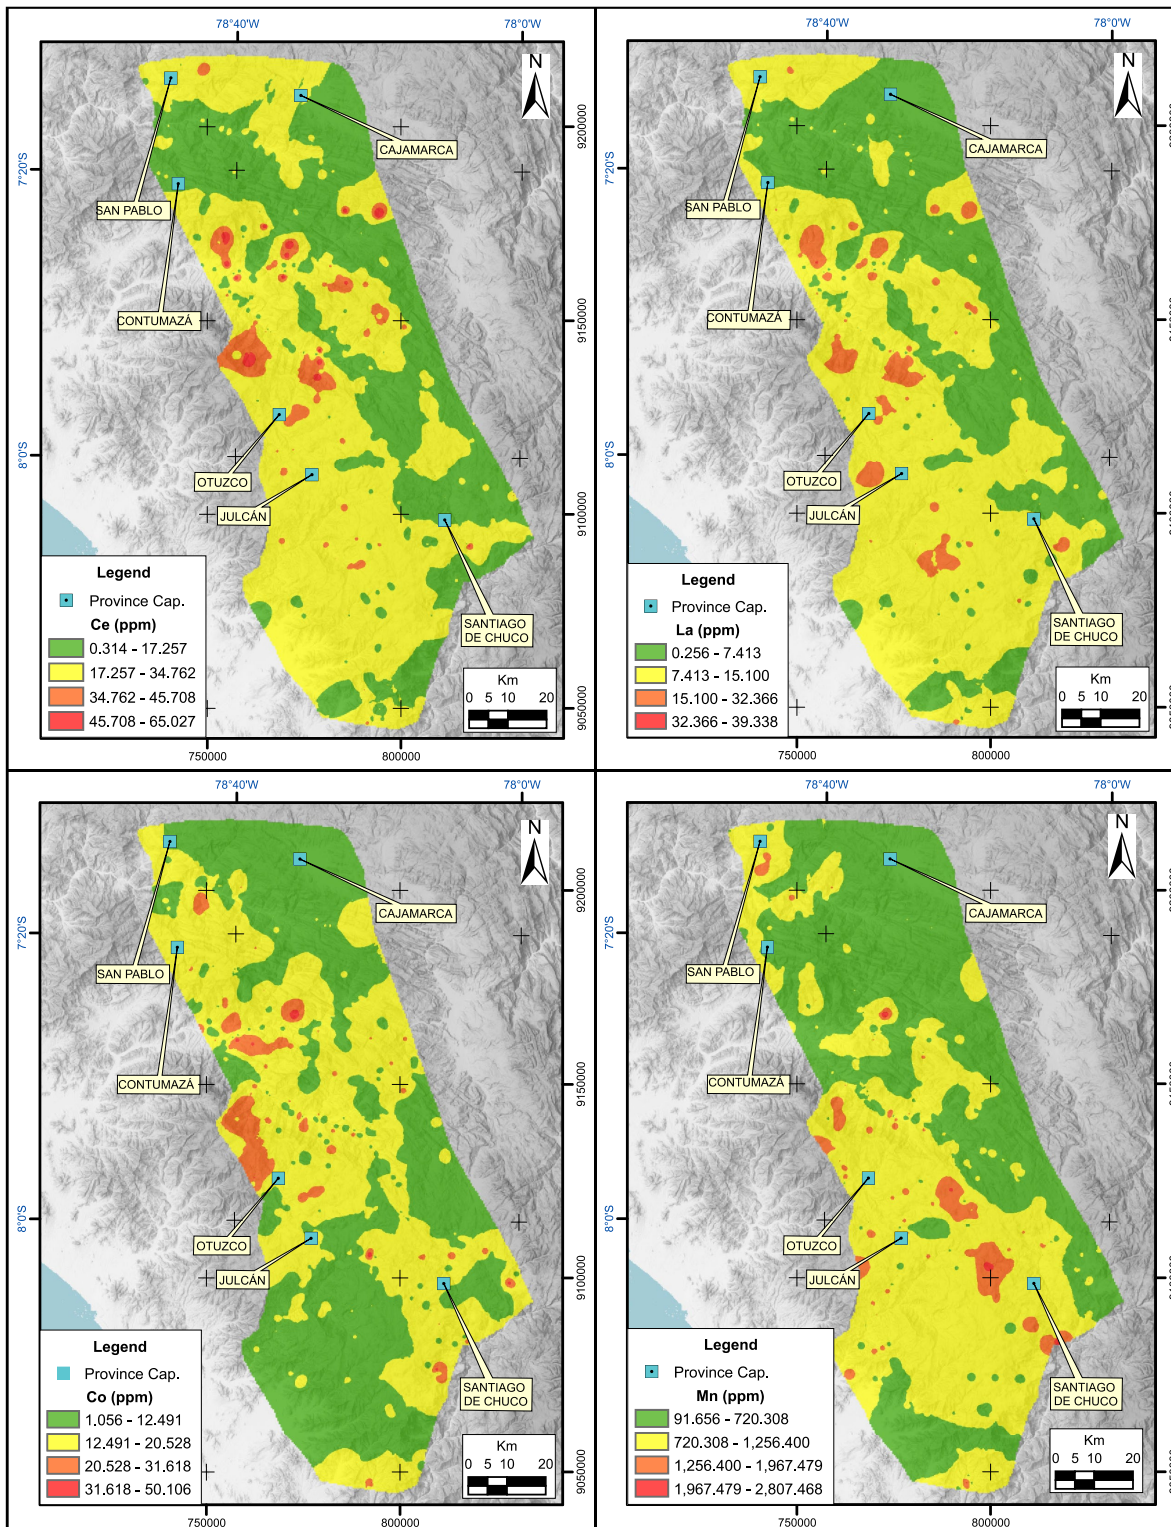 78°40'W
78°0'W
N
CAJAMARCA
9200000
7°20'S
SAN PABLO
CONTUMAZÁ
9150000
8°0'S
OTUZCO
JULCÁN
9100000
SANTIAGO
DE CHUCO
Legend
Province Cap.
Ce (ppm)
0.314 - 17.257
17.257 - 34.762
34.762 - 45.708
45.708 - 65.027
Km
0 5 10 20
9050000
750000
800000
78°40'W
78°0'W
N
CAJAMARCA
7°20'S
SAN PABLO
CONTUMAZÁ
8°0'S
OTUZCO
JULCÁN
SANTIAGO
DE CHUCO
Legend
Province Cap.
La (ppm)
0.256 - 7.413
7.413 - 15.100
15.100 - 32.366
32.366 - 39.338
Km
0 5 10 20
750000
800000
78°40'W
78°0'W
N
CAJAMARCA
9200000
7°20'S
SAN PABLO
CONTUMAZÁ
9150000
8°0'S
OTUZCO
JULCÁN
9100000
SANTIAGO
DE CHUCO
Legend
Province Cap.
Co (ppm)
1,056 - 12.491
12.491 - 20.528
20.528 - 31.618
31.618 - 50.106
Km
0 5 10 20
9050000
750000
800000
78°40'W
78°0'W
N
CAJAMARCA
7°20'S
SAN PABLO
CONTUMAZÁ
8°0'S
OTUZCO
JULCÁN
SANTIAGO
DE CHUCO
Legend
Province Cap.
Mn (ppm)
91.656 - 720.308
720.308 - 1,256.400
1,256.400 - 1,967.479
1,967.479 - 2,807.468
Km
0 5 10 20
750000
800000